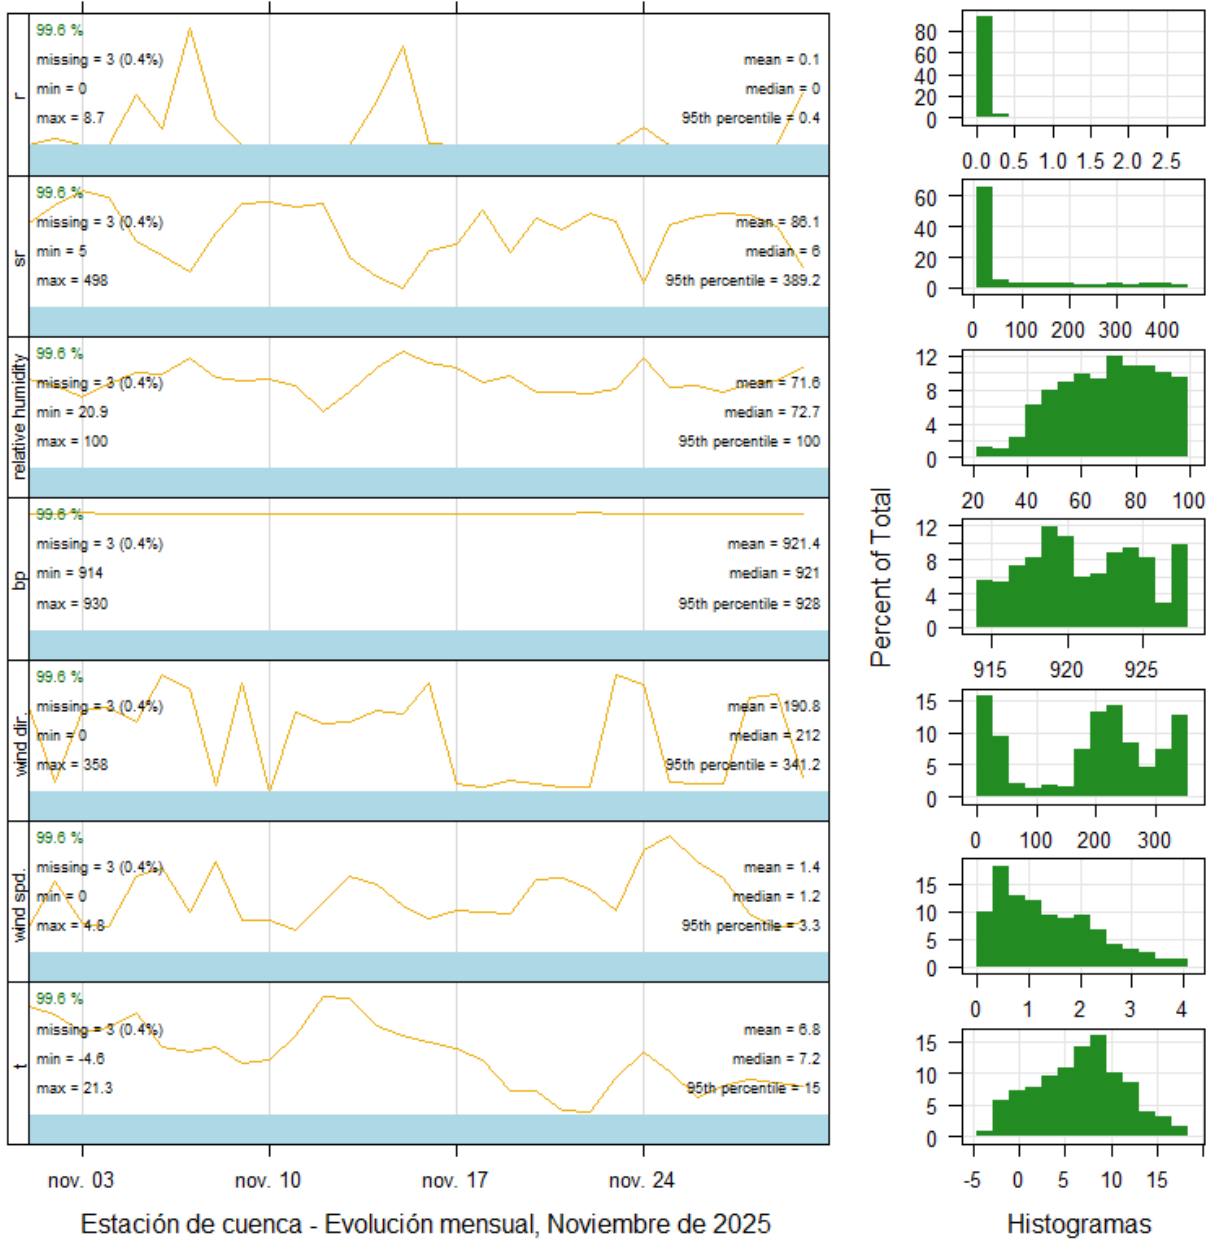 r
99.6 %
missing = 3 (0.4%)
min = 0
max = 8.7
mean = 0.1
median = 0
95th percentile = 0.4
sr
99.6 %
missing = 3 (0.4%)
min = 5
max = 498
mean = 86.1
median = 6
95th percentile = 389.2
relative humidity
99.6 %
missing = 3 (0.4%)
min = 20.9
max = 100
mean = 71.6
median = 72.7
95th percentile = 100
bp
99.6 %
missing = 3 (0.4%)
min = 914
max = 930
mean = 921.4
median = 921
95th percentile = 928
wind dir.
99.6 %
missing = 3 (0.4%)
min = 0
max = 358
mean = 190.8
median = 212
95th percentile = 341.2
wind spd.
99.6 %
missing = 3 (0.4%)
min = 0
max = 4.8
mean = 1.4
median = 1.2
95th percentile = 3.3
t
99.6 %
missing = 3 (0.4%)
min = -4.6
max = 21.3
mean = 6.8
median = 7.2
95th percentile = 15
nov. 03 nov. 10 nov. 17 nov. 24
Estación de cuenca - Evolución mensual, Noviembre de 2025
Percent of Total
80
60
40
20
0
0.0 0.5 1.0 1.5 2.0 2.5
60
40
20
0
0 100 200 300 400
12
8
4
0
20 40 60 80 100
12
8
4
0
915 920 925
15
10
5
0
0 100 200 300
15
10
5
0
0 1 2 3 4
15
10
5
0
-5 0 5 10 15
Histogramas